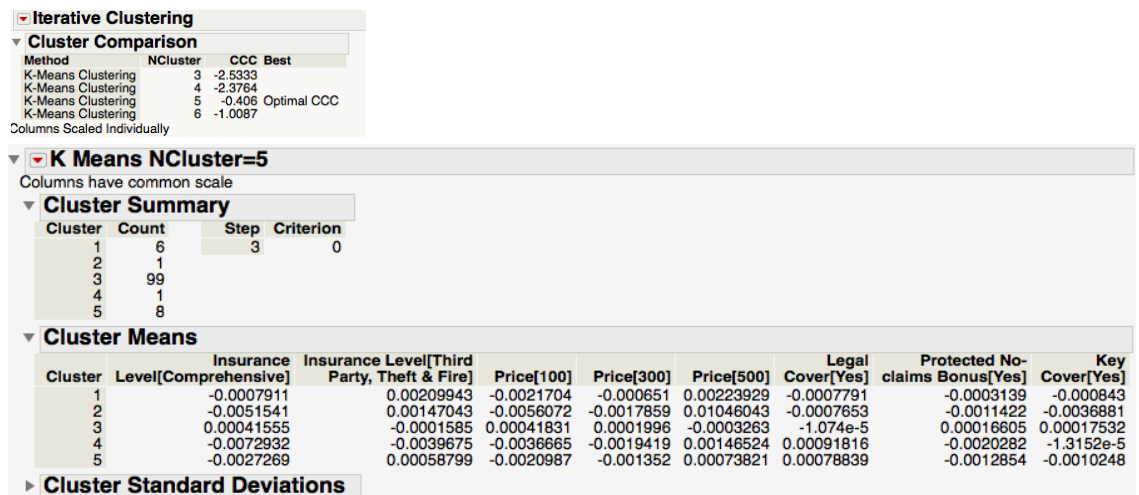 Iterative Clustering
Cluster Comparison
Method NCluster CCC Best
K-Means Clustering 3 -2.5333
K-Means Clustering 4 -2.3764
K-Means Clustering 5 -0.406 Optimal CCC
K-Means Clustering 6 -1.0087
Columns Scaled Individually
K Means NCluster=5
Columns have common scale
Cluster Summary
Cluster Count Step Criterion
1 6 3 0
2 1
3 99
4 1
5 8
Cluster Means
Insurance Insurance Level[Third Legal Protected No- Key
Cluster Level[Comprehensive] Party, Theft & Fire] Price[100] Price[300] Price[500] Cover[Yes] claims Bonus[Yes] Cover[Yes]
1 -0.0007911 0.00209943 -0.0021704 -0.000651 0.00223929 -0.0007791 -0.0003139 -0.000843
2 -0.0051541 0.00147043 -0.0056072 -0.0017859 0.01046043 -0.0007653 -0.0011422 -0.0036881
3 0.00041555 -0.0001585 0.00041831 0.0001996 -0.0003263 -1.074e-5 0.00016605 0.00017532
4 -0.0072932 -0.0039675 -0.0036665 -0.0019419 0.00146524 0.00091816 -0.0020282 -1.3152e-5
5 -0.0027269 0.00058799 -0.0020987 -0.001352 0.00073821 0.00078839 -0.0012854 -0.0010248
Cluster Standard Deviations